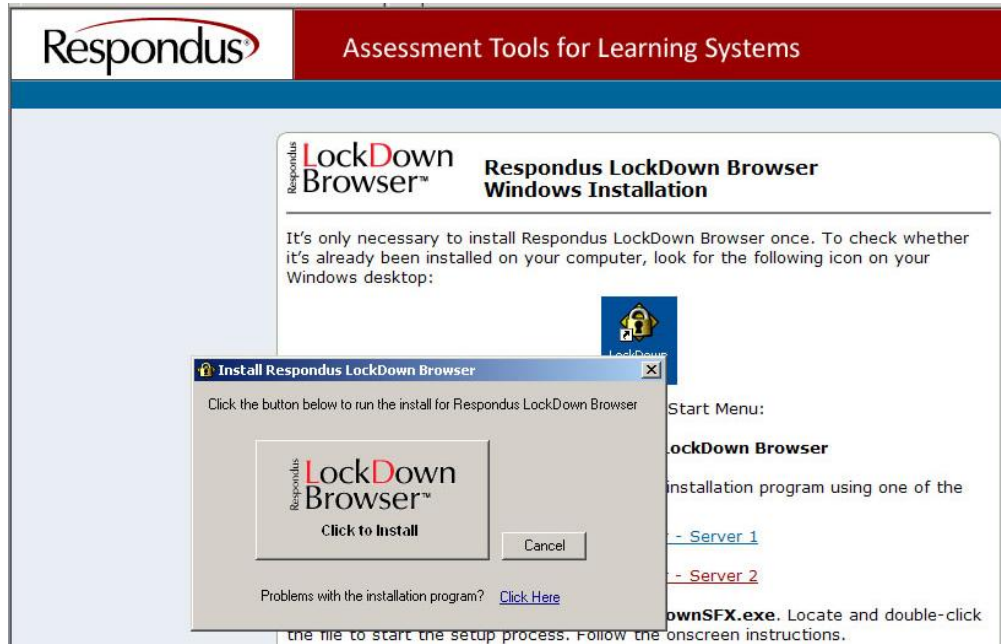 Respondus®
Assessment Tools for Learning Systems
Respondus
LockDown
Browser™
Respondus LockDown Browser
Windows Installation
It's only necessary to install Respondus LockDown Browser once. To check whether
it's already been installed on your computer, look for the following icon on your
Windows desktop:
LockDown
Install Respondus LockDown Browser
Click the button below to run the install for Respondus LockDown Browser
Respondus
LockDown
Browser™
Click to Install
Cancel
Problems with the installation program? Click Here
Start Menu:
LockDown Browser
installation program using one of the
- Server 1
- Server 2
ownSFX.exe. Locate and double-click
the file to start the setup process. Follow the onscreen instructions.